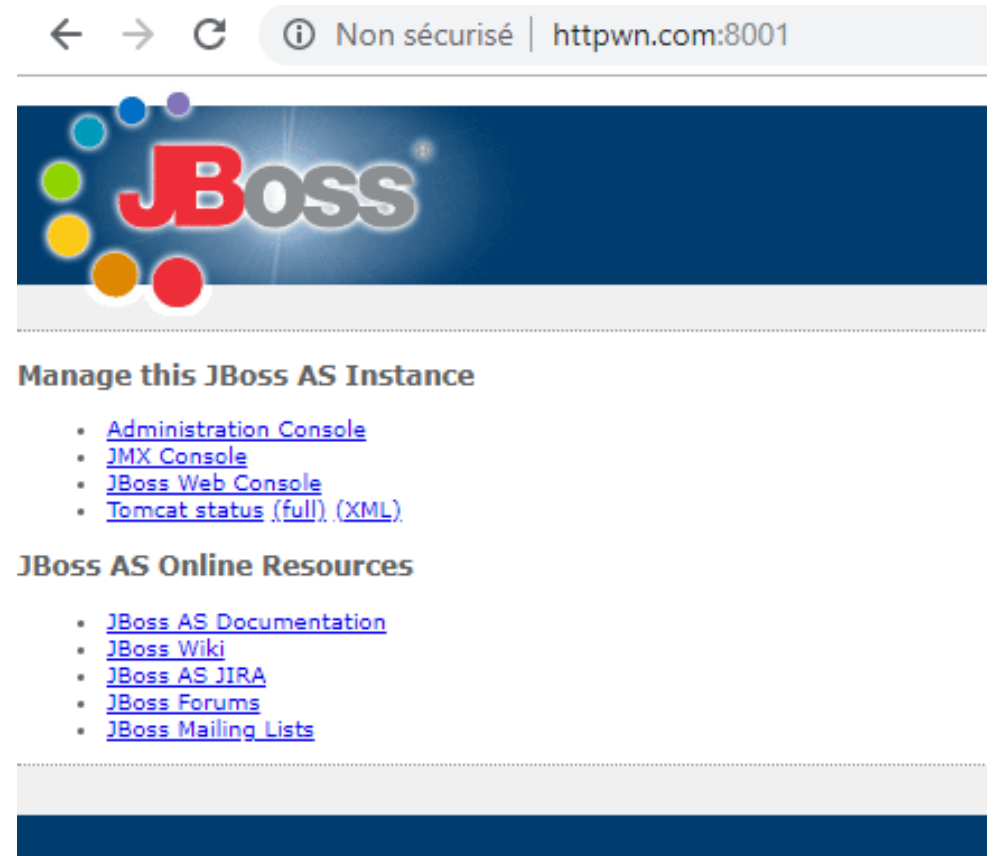 Non sécurisé | httpwn.com:8001
JBoss®
Manage this JBoss AS Instance
Administration Console
JMX Console
JBoss Web Console
Tomcat status (full) (XML)
JBoss AS Online Resources
JBoss AS Documentation
JBoss Wiki
JBoss AS JIRA
JBoss Forums
JBoss Mailing Lists